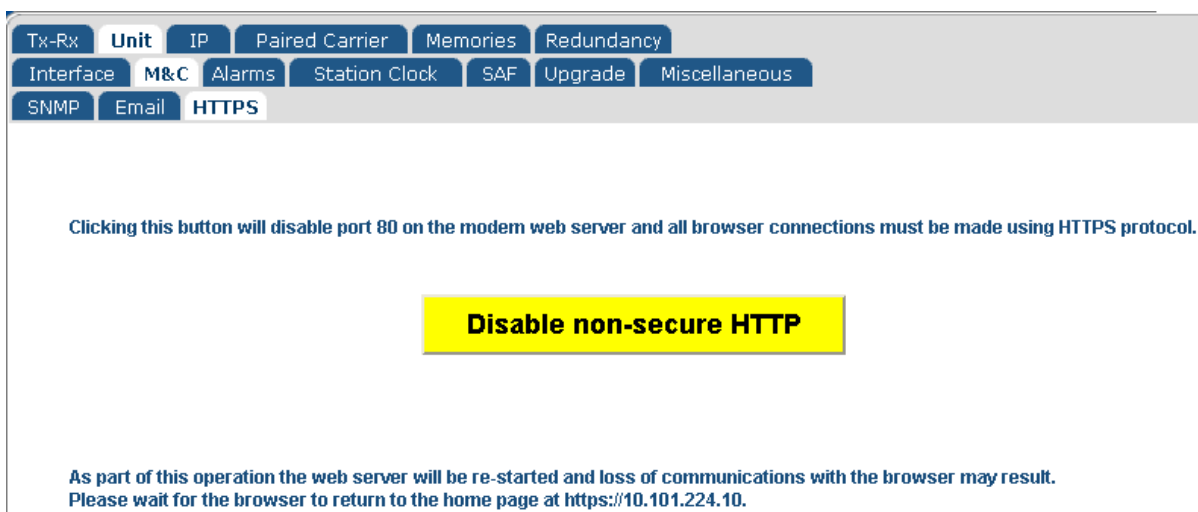 Tx-Rx Unit IP Paired Carrier Memories Redundancy
Interface M&C Alarms Station Clock SAF Upgrade Miscellaneous
SNMP Email HTTPS
Clicking this button will disable port 80 on the modem web server and all browser connections must be made using HTTPS protocol.
Disable non-secure HTTP
As part of this operation the web server will be re-started and loss of communications with the browser may result.
Please wait for the browser to return to the home page at https://10.101.224.10.